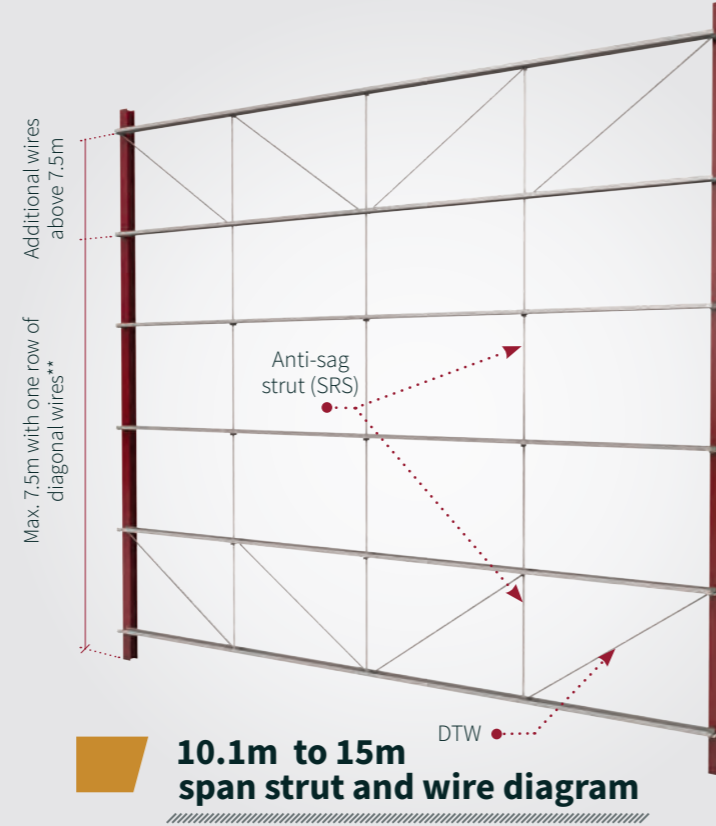 Additional wires
above 7.5m
Max. 7.5m with one row of
diagonal wires**
Anti-sag
strut (SRS)
DTW
10.1m to 15m
span strut and wire diagram